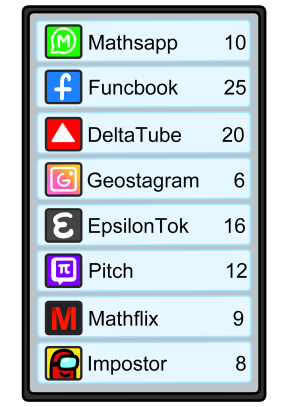 Mathsapp 10
f Funcbook 25
DeltaTube 20
G Geostagram 6
ε EpsilonTok 16
π Pitch 12
M Mathflix 9
Impostor 8